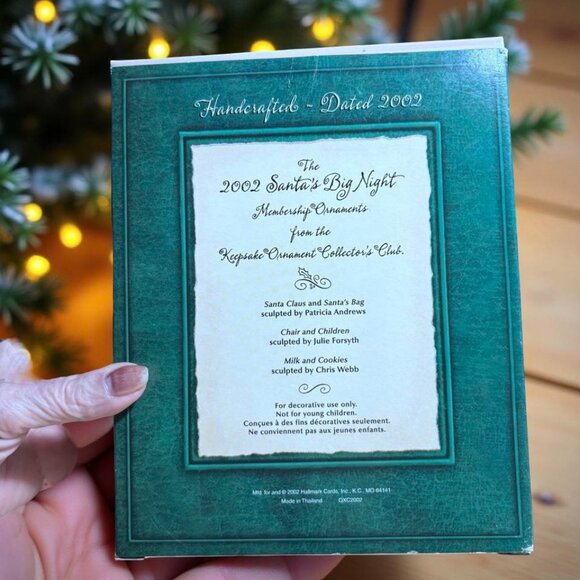 Handcrafted ~ Dated 2002
The
2002 Santa's Big Night
Membership Ornaments
from the
Keepsake Ornament Collector's Club.
Santa Claus and Santa's Bag
sculpted by Patricia Andrews
Chair and Children
sculpted by Julie Forsyth
Milk and Cookies
sculpted by Chris Webb
For decorative use only.
Not for young children.
Conçues à des fins décoratives seulement.
Ne conviennent pas aux jeunes enfants.
Mfd. for and © 2002 Hallmark Cards, Inc., K.C., MO 64141
Made in Thailand QXC2002